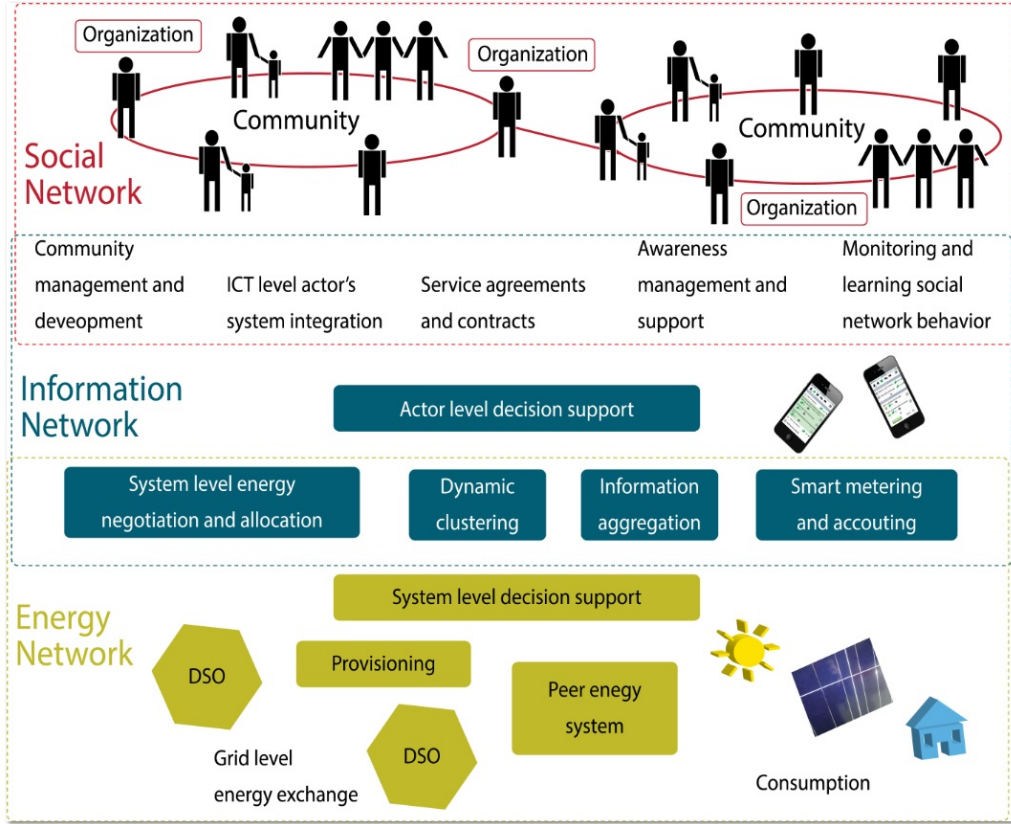 Organization
Organization
Community
Community
Social
Network
Organization
Community
management and
deveopment
ICT level actor's
system integration
Service agreements
and contracts
Awareness
management and
support
Monitoring and
learning social
network behavior
Information
Network
Actor level decision support
System level energy
negotiation and allocation
Dynamic
clustering
Information
aggregation
Smart metering
and accouting
System level decision support
Energy
Network
DSO
Provisioning
Peer enegy
system
DSO
Grid level
energy exchange
Consumption